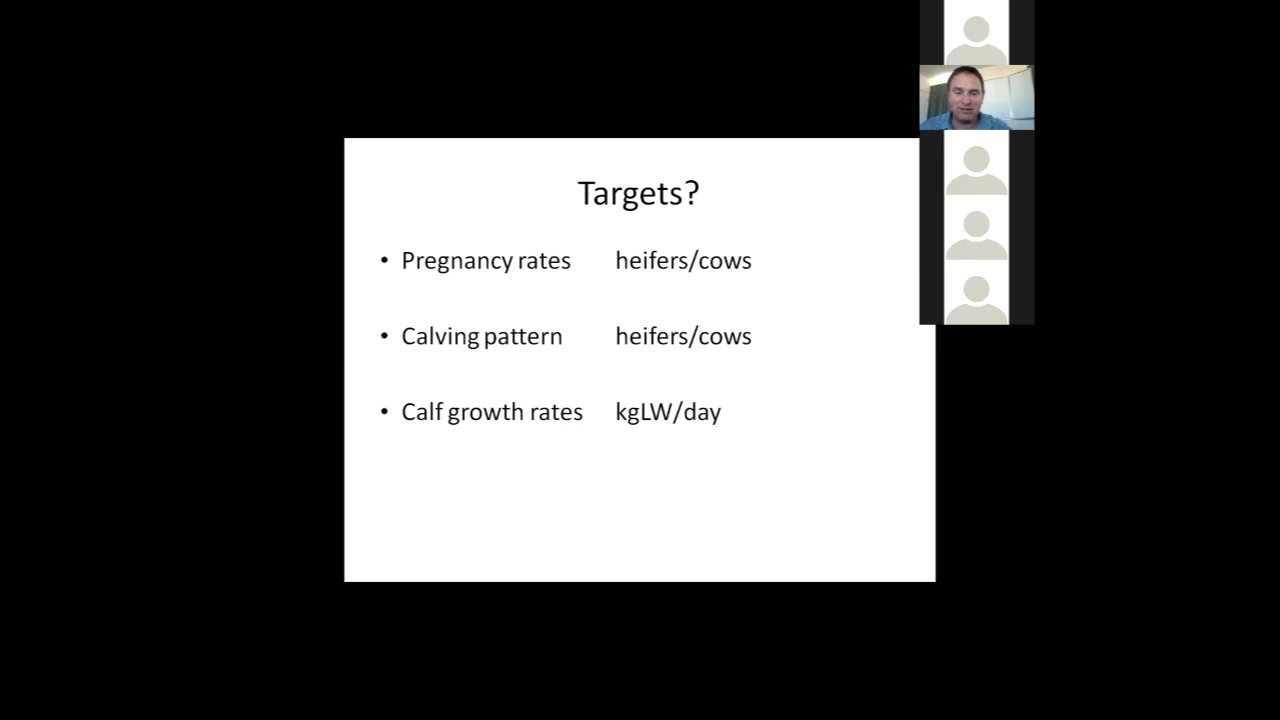 Targets?
• Pregnancy rates heifers/cows
• Calving pattern heifers/cows
• Calf growth rates kgLW/day